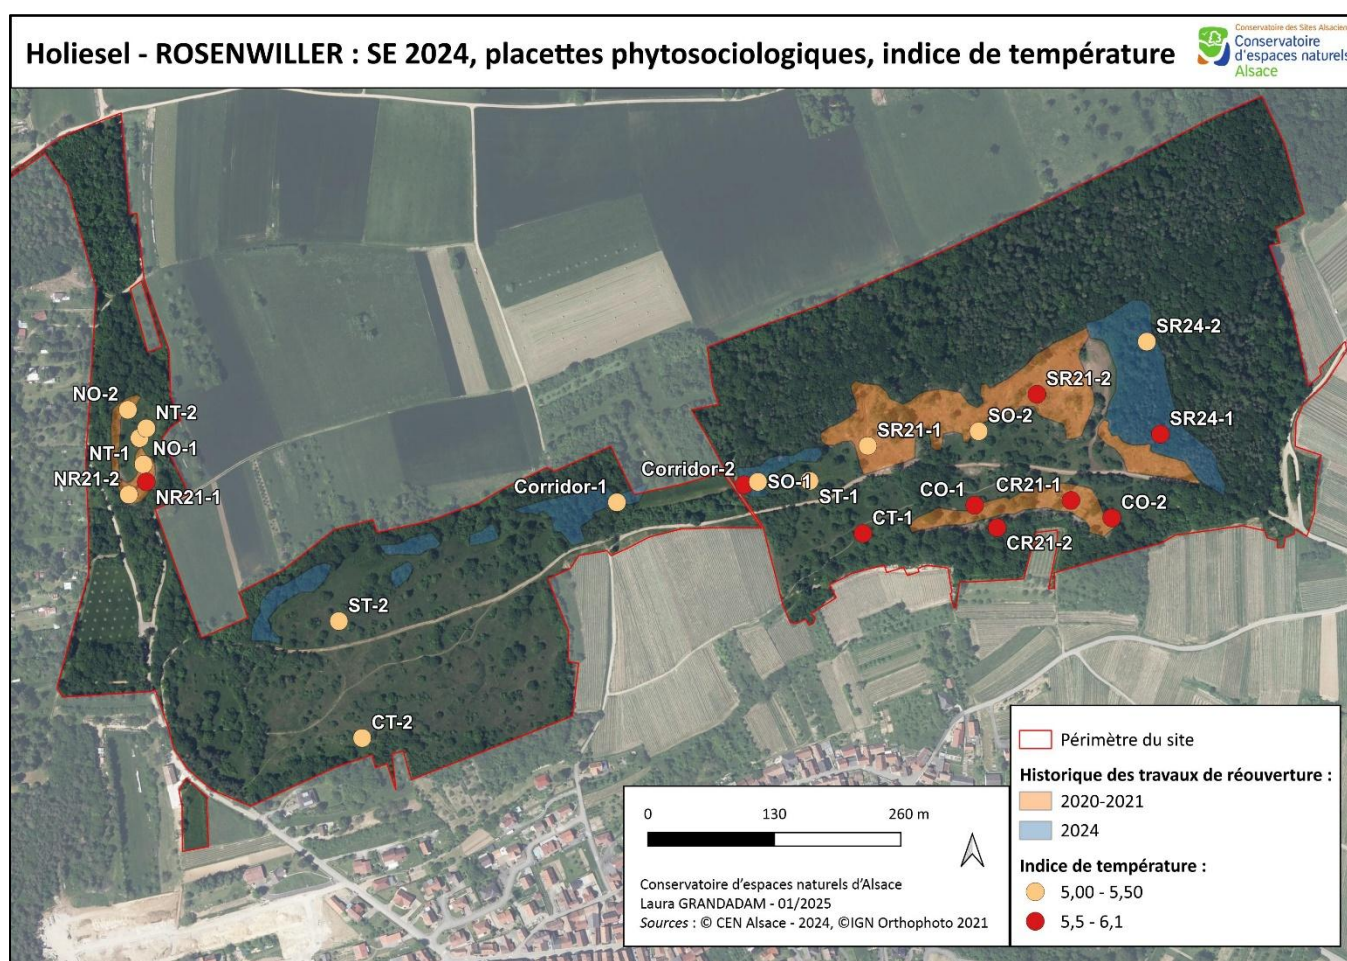 Holiesel - ROSENWILLER : SE 2024, placettes phytosociologiques, indice de température
Conservatoire des Sites Alsaciens
Conservatoire
d'espaces naturels
Alsace
SR24-2
NO-2
NT-2
SR21-2
SR24-1
NT-1
NO-1
SR21-1
SO-2
NR21-2
NR21-1
Corridor-1
Corridor-2
SO-1
ST-1
CO-1
CR21-1
CO-2
CT-1
CR21-2
ST-2
CT-2
0 130 260 m
Conservatoire d'espaces naturels d'Alsace
Laura GRANDADAM - 01/2025
Sources : © CEN Alsace - 2024, ©IGN Orthophoto 2021
Périmètre du site
Historique des travaux de réouverture :
2020-2021
2024
Indice de température :
5,00 - 5,50
5,5 - 6,1